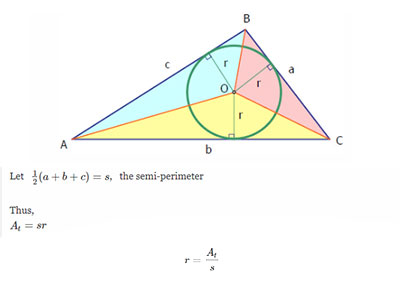 B
c
r
a
O
r
r
A
b
C
Let ½(a + b + c) = s, the semi-perimeter
Thus,
Aₜ = sr
r = Aₜ/s